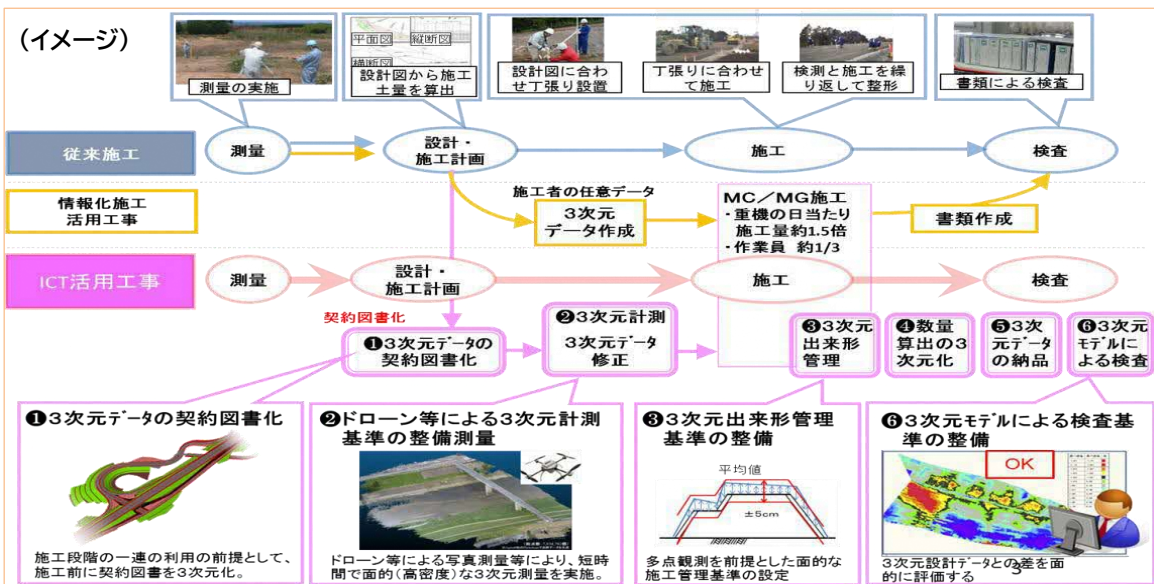 (イメージ)
平面図
縦断図
横断図
測量の実施
設計図から施工
土量を算出
設計図に合わ
せ丁張り設置
丁張りに合わせ
て施工
検測と施工を繰
り返して整形
書類による検査
従来施工
測量
設計・
施工計画
施工
検査
情報化施工
活用工事
施工者の任意データ
3次元
データ作成
MC/MG施工
・重機の日当たり
施工量約1.5倍
・作業員 約1/3
書類作成
ICT活用工事
測量
設計・
施工計画
施工
検査
契約図書化
❶3次元データの
契約図書化
❷3次元計測
3次元データ
修正
❸3次元
出来形
管理
❹数量
算出の3
次元化
❺3次
元データ
の納品
❻3次元
モデルに
よる検査
❶3次元データの契約図書化
施工段階の一連の利用の前提として、
施工前に契約図書を3次元化。
❷ドローン等による3次元計測
基準の整備測量
ドローン等による写真測量等により、短時
間で面的(高密度)な3次元測量を実施。
❸3次元出来形管理
基準の整備
平均値
±5cm
多点観測を前提とした面的な
施工管理基準の設定
❻3次元モデルによる検査基
準の整備
OK
3次元設計データとの差を面
的に評価する
3